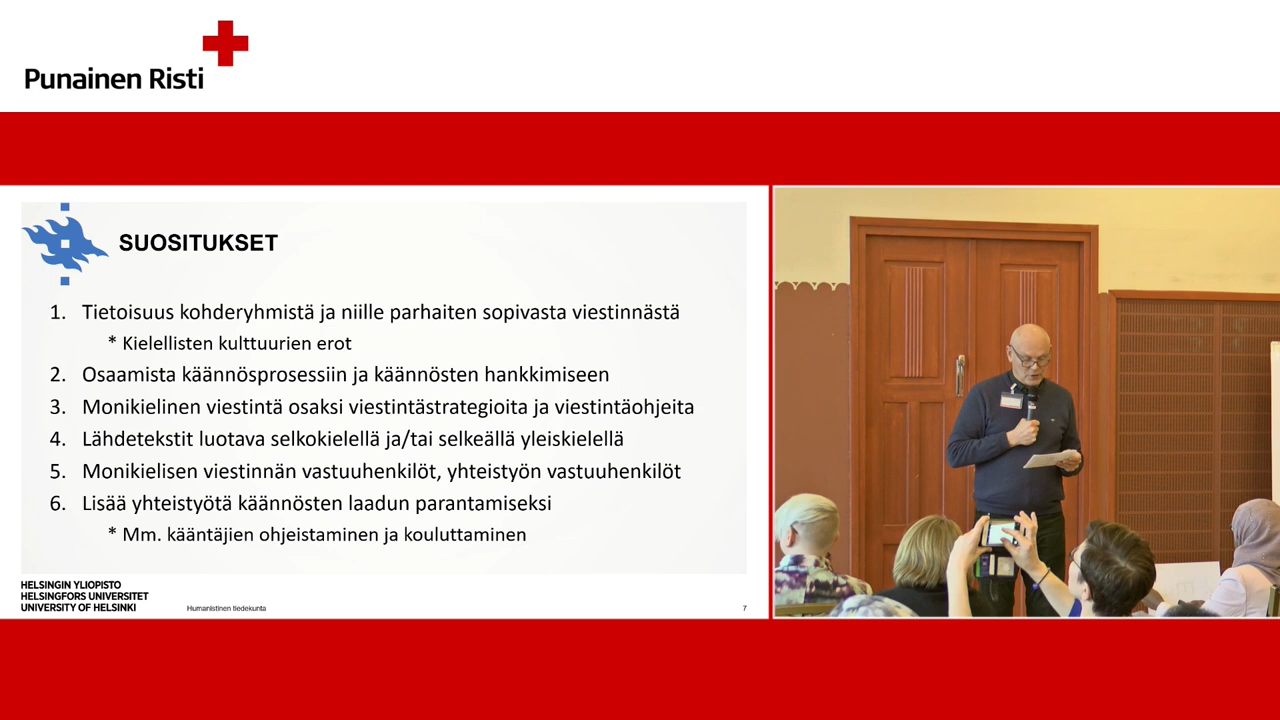 Punainen Risti
SUOSITUKSET
1. Tietoisuus kohderyhmistä ja niille parhaiten sopivasta viestinnästä
* Kielellisten kulttuurien erot
2. Osaamista käännösprosessiin ja käännösten hankkimiseen
3. Monikielinen viestintä osaksi viestintästrategioita ja viestintäohjeita
4. Lähdetekstit luotava selkokielellä ja/tai selkeällä yleiskielellä
5. Monikielisen viestinnän vastuuhenkilöt, yhteistyön vastuuhenkilöt
6. Lisää yhteistyötä käännösten laadun parantamiseksi
* Mm. kääntäjien ohjeistaminen ja kouluttaminen
HELSINGIN YLIOPISTO
HELSINGFORS UNIVERSITET
UNIVERSITY OF HELSINKI
Humanistinen tiedekunta
7